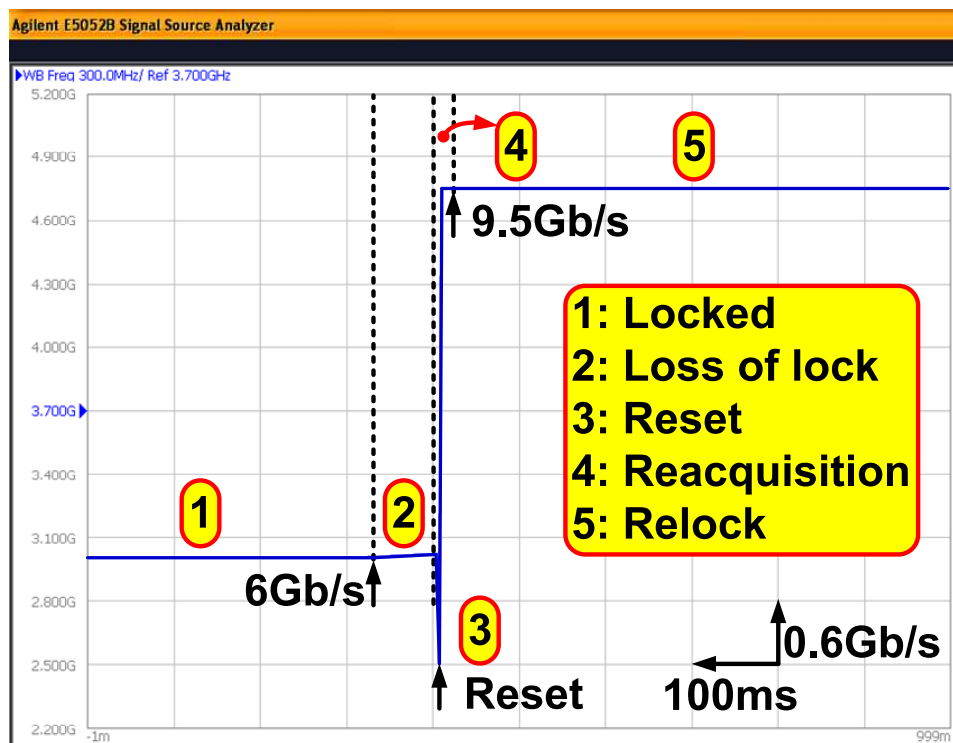 Agilent E5052B Signal Source Analyzer
WB Freq 300.0MHz/ Ref 3.700GHz
5.200G
4.900G
4.600G
4.300G
4.000G
3.700G
3.400G
3.100G
2.800G
2.500G
2.200G
-1m
999m
4
5
9.5Gb/s
1: Locked
2: Loss of lock
3: Reset
4: Reacquisition
5: Relock
1
2
6Gb/s
3
Reset
0.6Gb/s
100ms